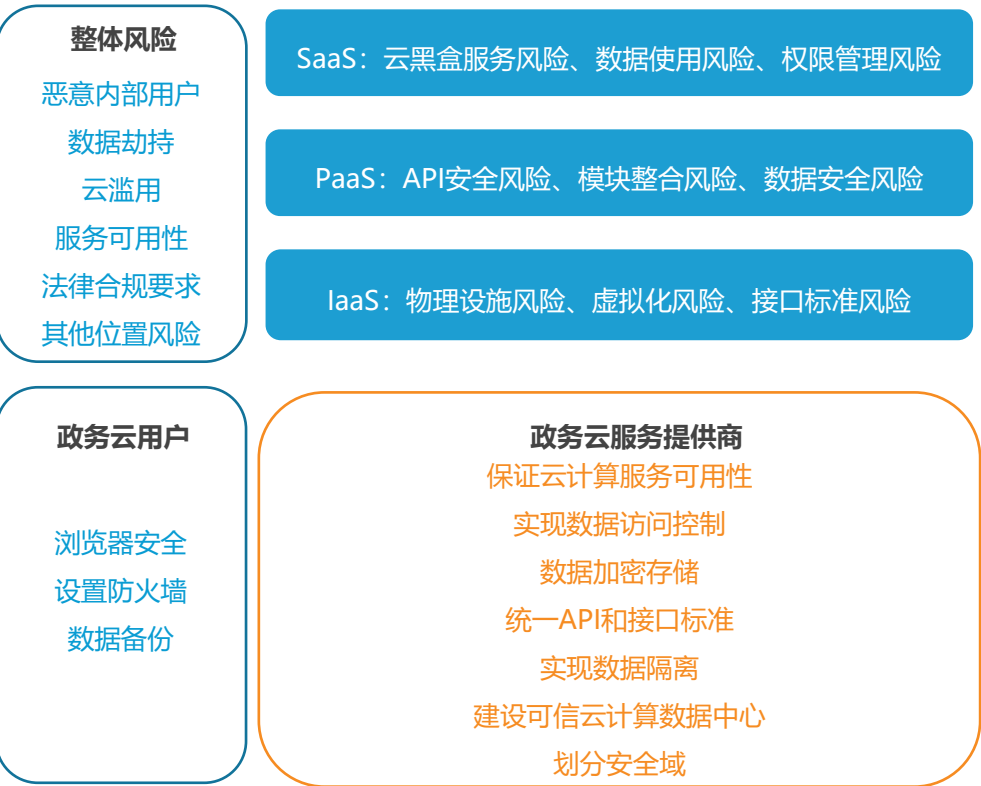 整体风险
恶意内部用户
数据劫持
云滥用
服务可用性
法律合规要求
其他位置风险
SaaS：云黑盒服务风险、数据使用风险、权限管理风险
PaaS：API安全风险、模块整合风险、数据安全风险
IaaS：物理设施风险、虚拟化风险、接口标准风险
政务云用户
浏览器安全
设置防火墙
数据备份
政务云服务提供商
保证云计算服务可用性
实现数据访问控制
数据加密存储
统一API和接口标准
实现数据隔离
建设可信云计算数据中心
划分安全域